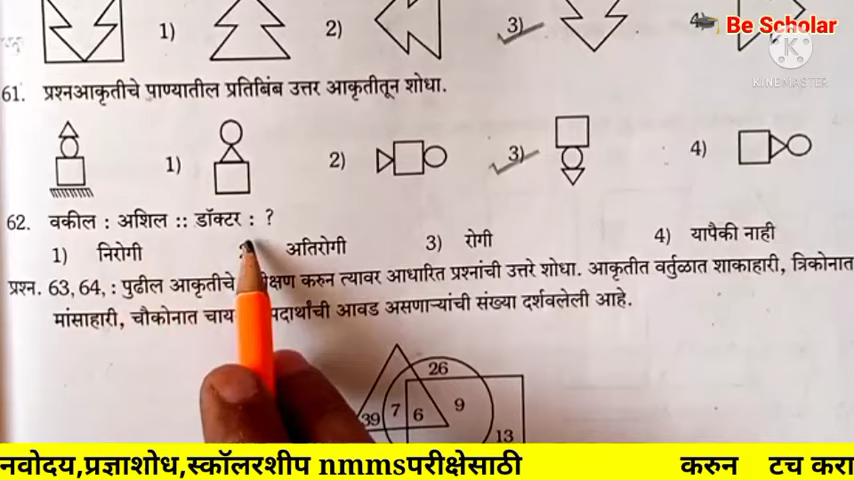 1) 2) 3) 4
Be Scholar
KINEMASTER
61. प्रश्नआकृतीचे पाण्यातील प्रतिबिंब उत्तर आकृतीतून शोधा.
1) 2) 3) 4)
62. वकील : अशिल :: डॉक्टर : ?
1) निरोगी अतिरोगी 3) रोगी 4) यापैकी नाही
प्रश्न. 63, 64, : पुढील आकृतीचे करुन त्यावर आधारित प्रश्नांची उत्तरे शोधा. आकृतीत वर्तुळात शाकाहारी, त्रिकोनात
मांसाहारी, चौकोनात चाय पदार्थांची आवड असणाऱ्यांची संख्या दर्शवलेली आहे.
26
39 7 6 9
13
नवोदय,प्रज्ञाशोध,स्कॉलरशीप nmmsपरीक्षेसाठी करुन टच करा